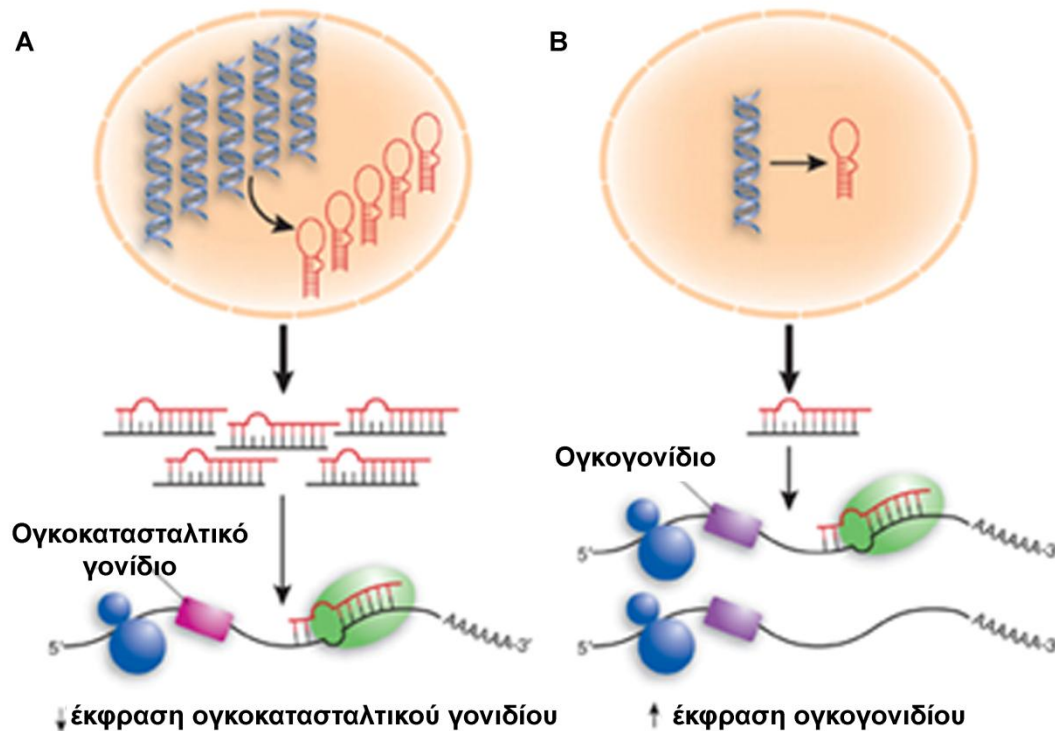 A
B
Ογκογονίδιο
Ογκοκατασταλτικό
γονίδιο
5'
AAAAAA-3'
5'
AAAAAA-3'
5'
AAAAAA-3'
↓ έκφραση ογκοκατασταλτικού γονιδίου
↑ έκφραση ογκογονιδίου